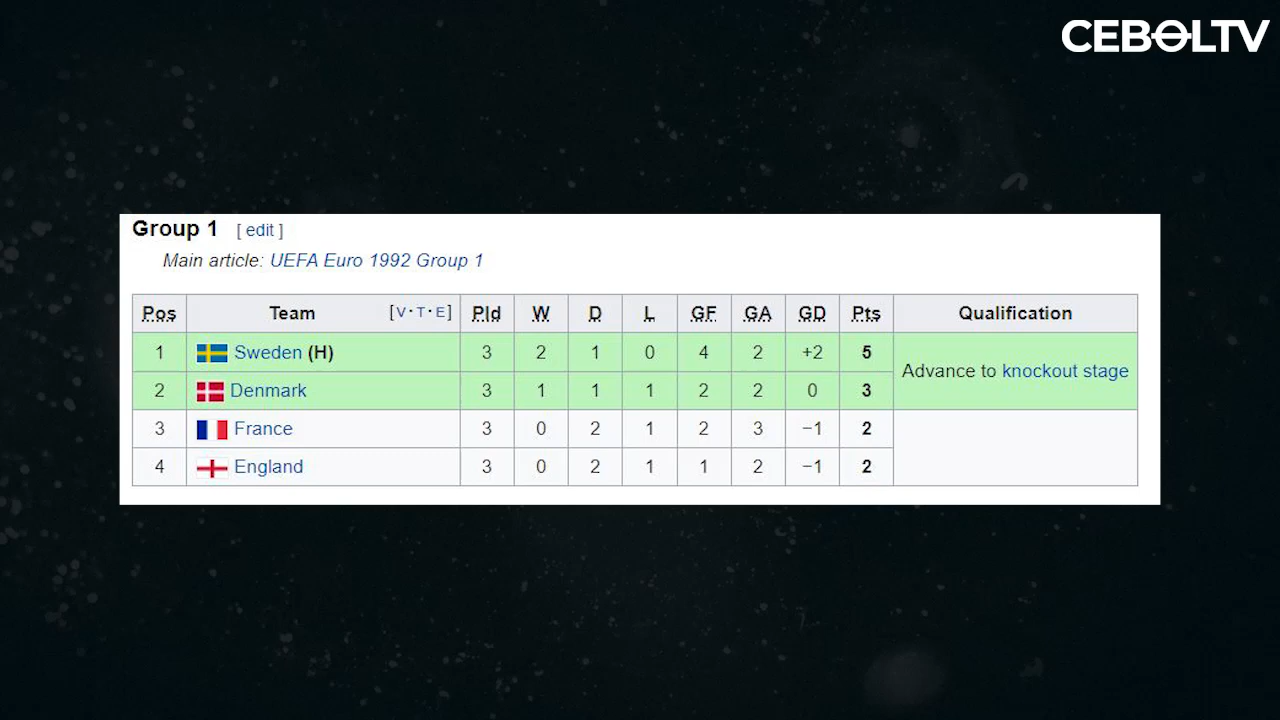 CEBOLTV
Group 1 [ edit ]
Main article: UEFA Euro 1992 Group 1
Pos Team [V·T·E] Pld W D L GF GA GD Pts Qualification
1 Sweden (H) 3 2 1 0 4 2 +2 5 Advance to knockout stage
2 Denmark 3 1 1 1 2 2 0 3
3 France 3 0 2 1 2 3 −1 2
4 England 3 0 2 1 1 2 −1 2